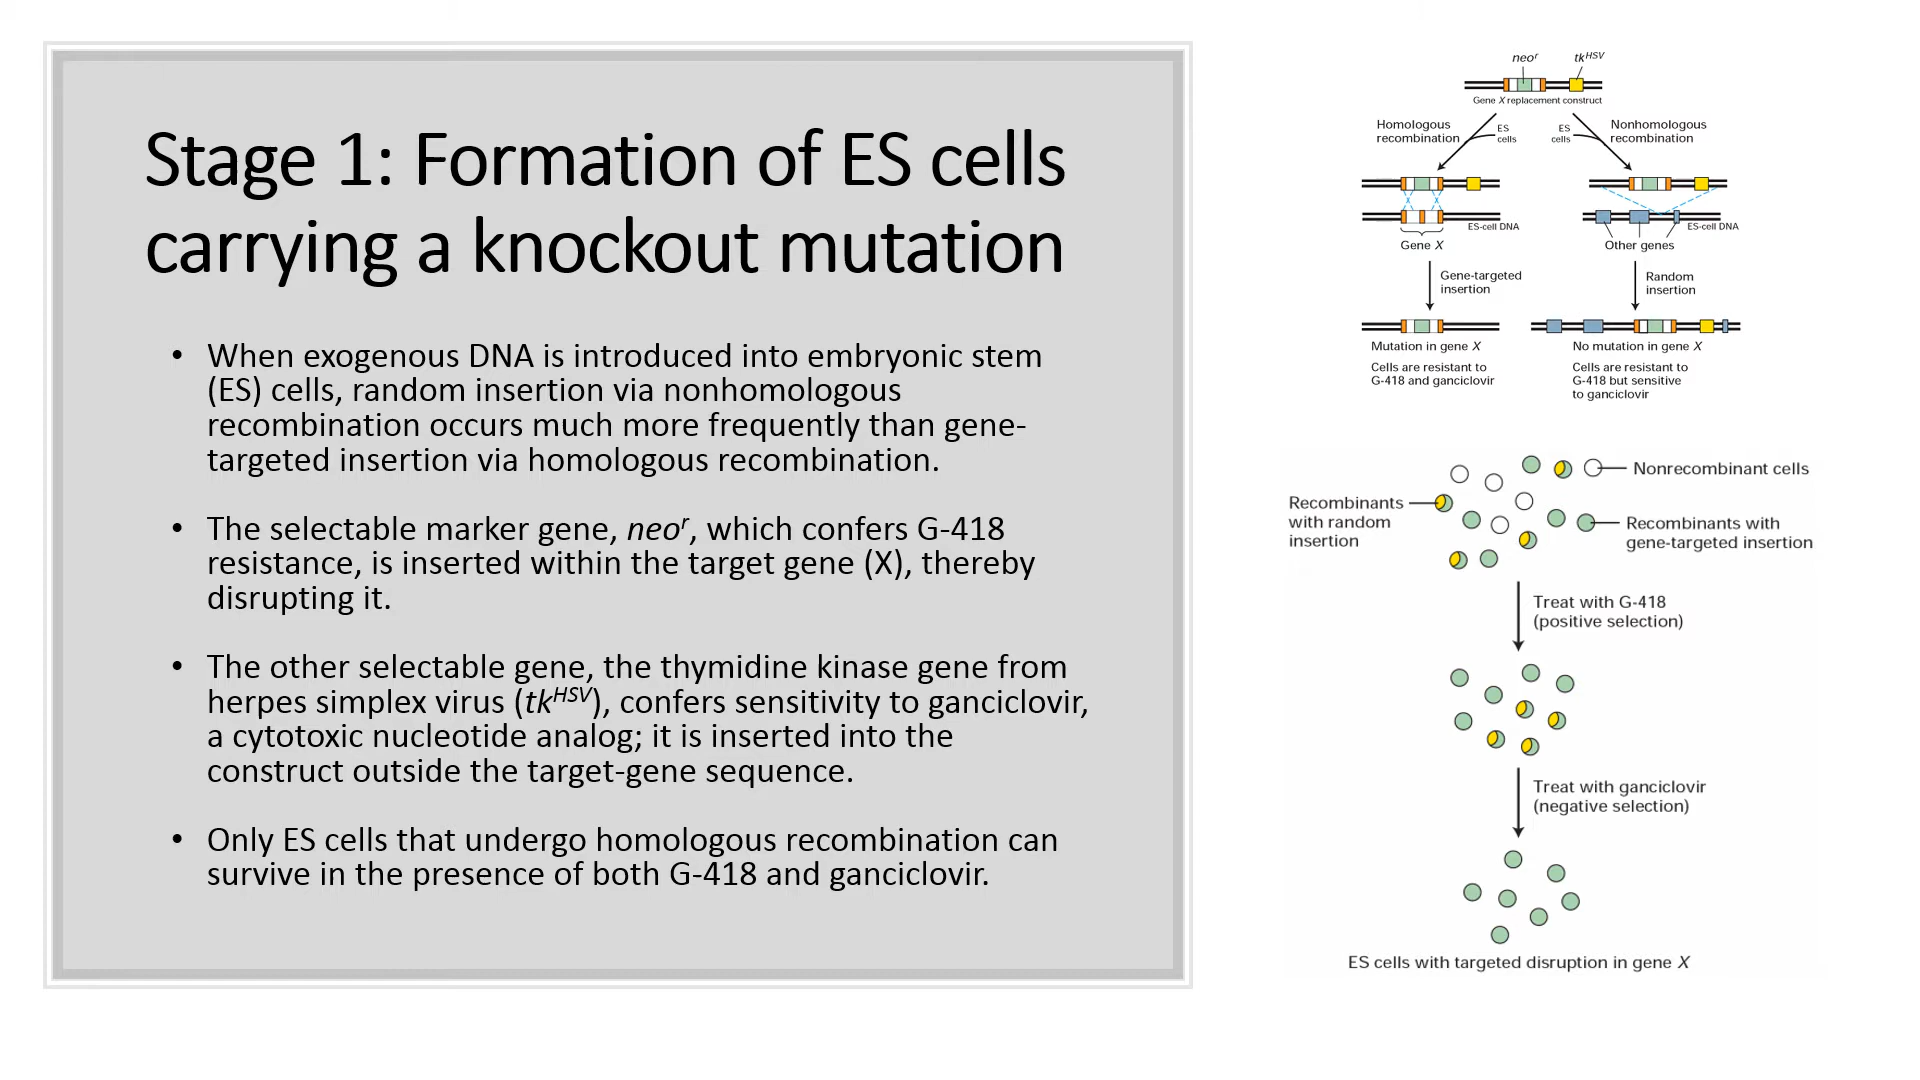 Stage 1: Formation of ES cells
carrying a knockout mutation
• When exogenous DNA is introduced into embryonic stem
(ES) cells, random insertion via nonhomologous
recombination occurs much more frequently than gene-
targeted insertion via homologous recombination.
• The selectable marker gene, neoʳ, which confers G-418
resistance, is inserted within the target gene (X), thereby
disrupting it.
• The other selectable gene, the thymidine kinase gene from
herpes simplex virus (tkHSV), confers sensitivity to ganciclovir,
a cytotoxic nucleotide analog; it is inserted into the
construct outside the target-gene sequence.
• Only ES cells that undergo homologous recombination can
survive in the presence of both G-418 and ganciclovir.
neoʳ
tkHSV
Gene X replacement construct
Homologous
recombination
ES
cells
ES
cells
Nonhomologous
recombination
ES-cell DNA
Gene X
ES-cell DNA
Other genes
Gene-targeted
insertion
Random
insertion
Mutation in gene X
Cells are resistant to
G-418 and ganciclovir
No mutation in gene X
Cells are resistant to
G-418 but sensitive
to ganciclovir
Nonrecombinant cells
Recombinants
with random
insertion
Recombinants with
gene-targeted insertion
Treat with G-418
(positive selection)
Treat with ganciclovir
(negative selection)
ES cells with targeted disruption in gene X